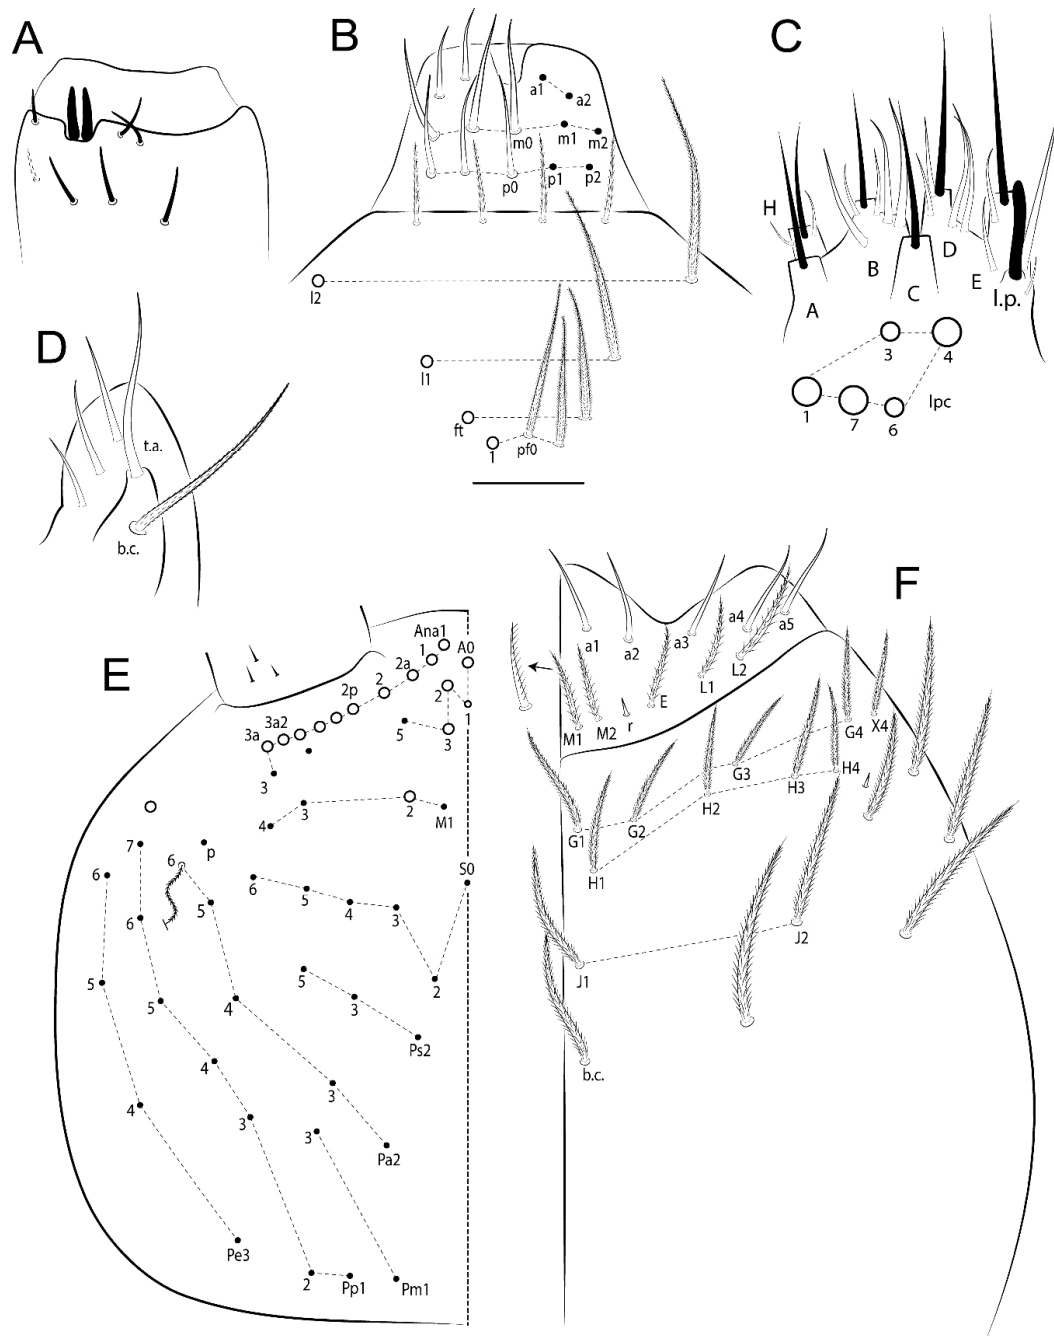 A
B
a1
a2
m0
m1
m2
p0
p1
p2
l2
l1
ft
1
pf0
C
H
A
B
C
D
E
l.p.
3
4
1
7
6
lpc
D
t.a.
b.c.
E
Ana1
1
A0
2a
2
2p
3a2
3a
3
2
1
5
3
4
3
2
M1
7
6
p
6
5
6
5
4
3
S0
2
6
5
5
4
5
3
Ps2
4
3
4
3
3
Pa2
Pe3
2
Pp1
Pm1
F
a1
a2
a3
a4
a5
L1
L2
M1
M2
r
E
G4
X4
G3
H3
H4
G1
G2
H2
H1
J1
J2
b.c.